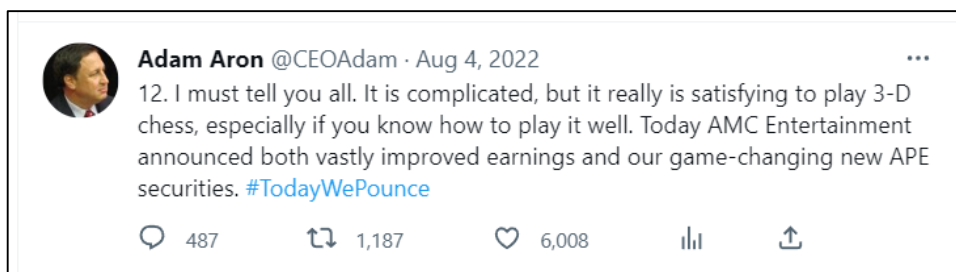 Adam Aron @CEOAdam · Aug 4, 2022
12. I must tell you all. It is complicated, but it really is satisfying to play 3-D
chess, especially if you know how to play it well. Today AMC Entertainment
announced both vastly improved earnings and our game-changing new APE
securities. #TodayWePounce
487 1,187 6,008